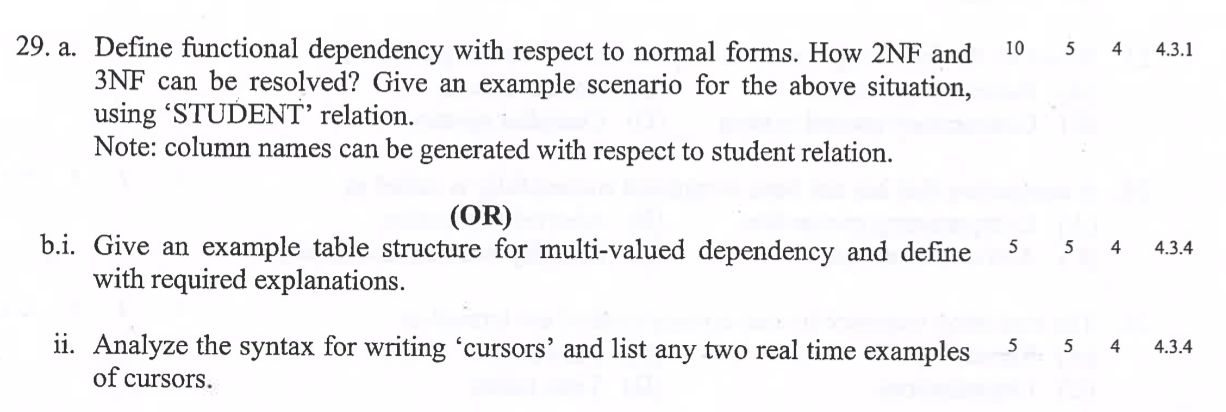 29. a. Define functional dependency with respect to normal forms. How 2NF and 10 5 4 4.3.1
3NF can be resolved? Give an example scenario for the above situation,
using ‘STUDENT’ relation.
Note: column names can be generated with respect to student relation.
(OR)
b.i. Give an example table structure for multi-valued dependency and define 5 5 4 4.3.4
with required explanations.
ii. Analyze the syntax for writing ‘cursors’ and list any two real time examples 5 5 4 4.3.4
of cursors.